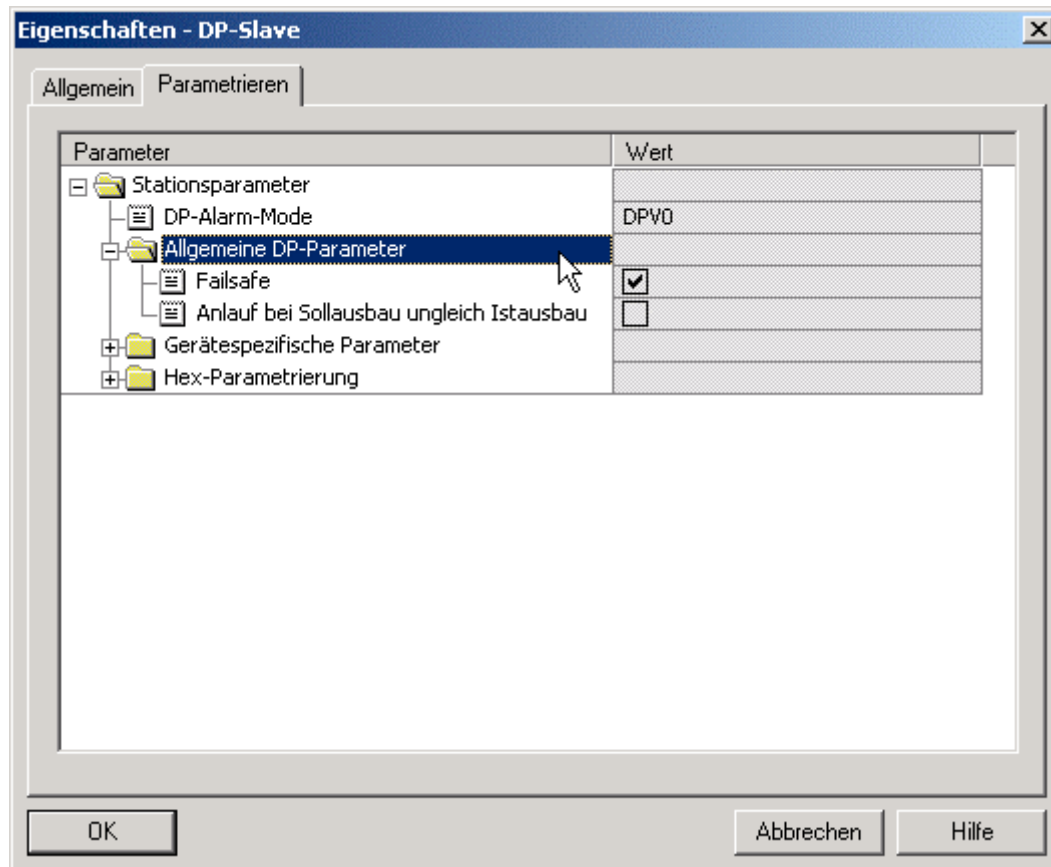 Eigenschaften - DP-Slave
Allgemein Parametrieren
Parameter Wert
Stationsparameter
DP-Alarm-Mode DPV0
Allgemeine DP-Parameter
Failsafe
Anlauf bei Sollausbau ungleich Istausbau
Gerätespezifische Parameter
Hex-Parametrierung
OK Abbrechen Hilfe